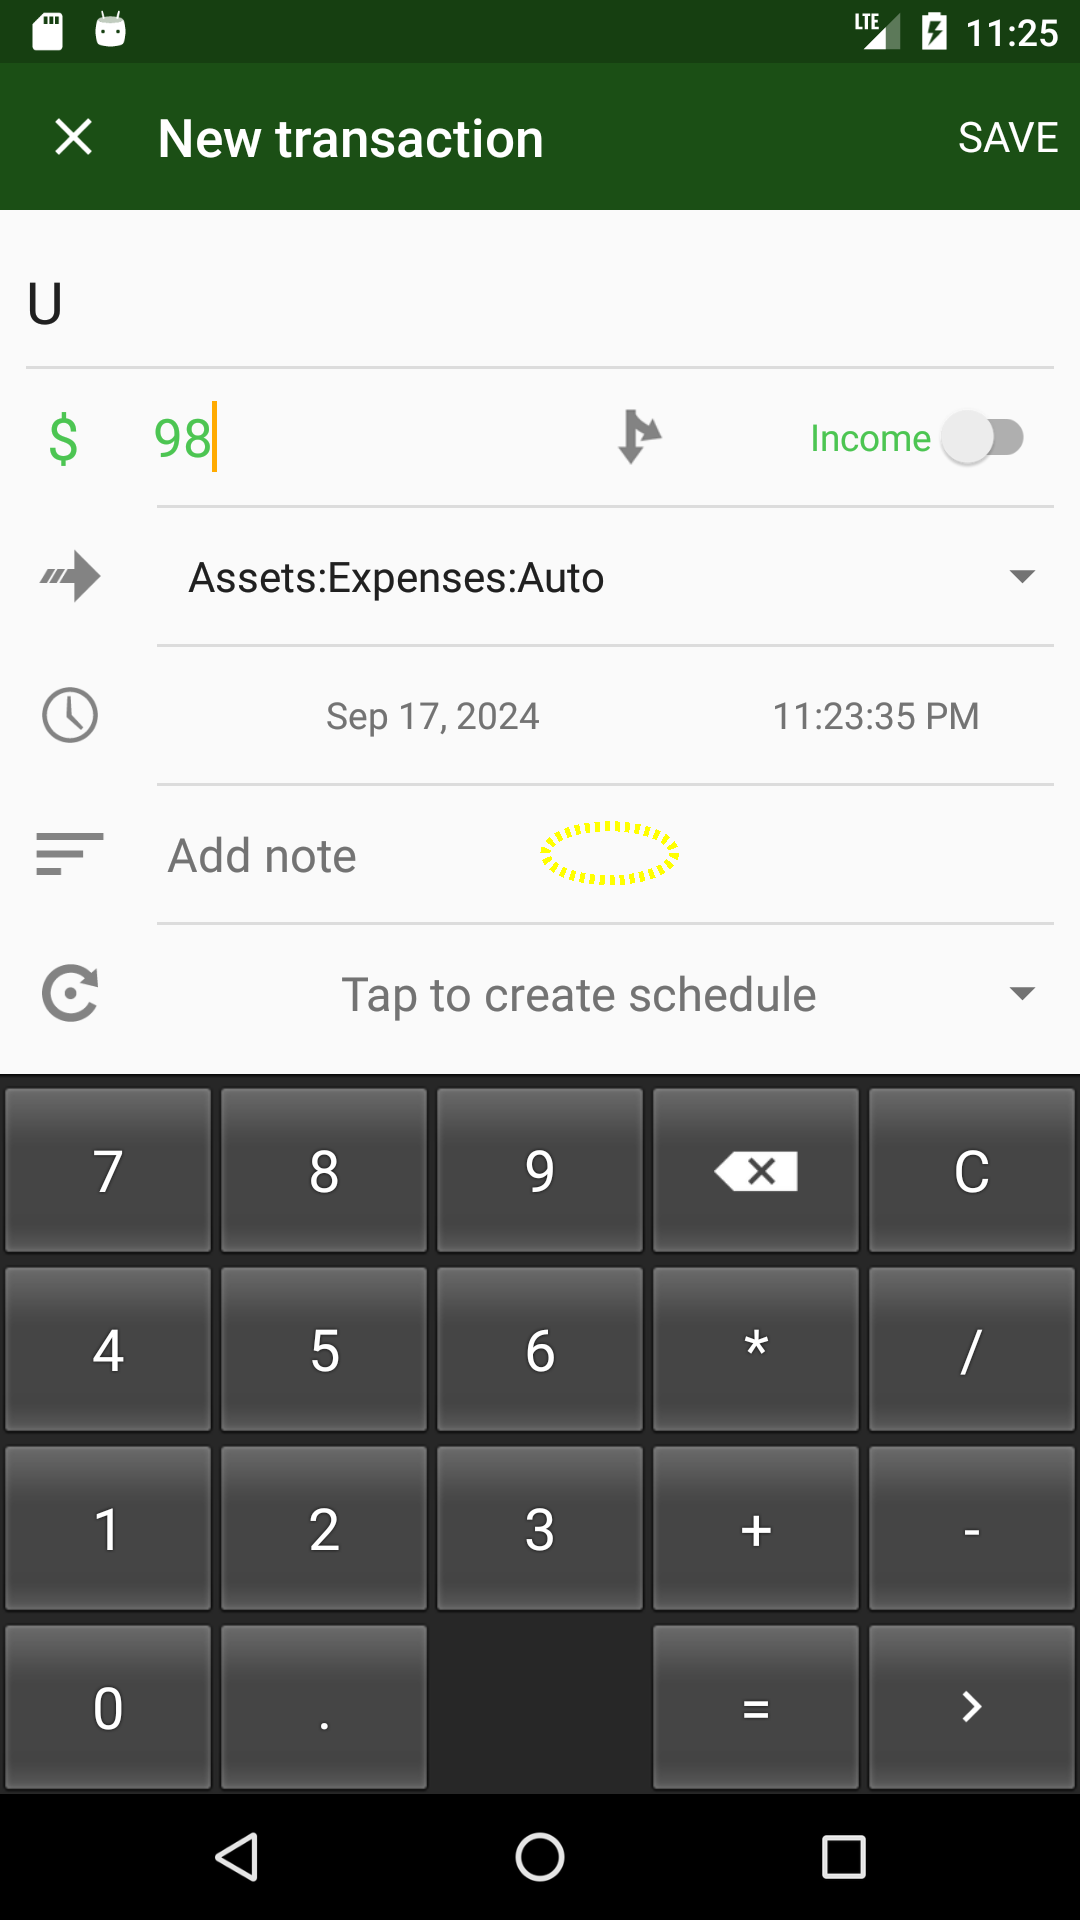 LTE 11:25
New transaction SAVE
U
$ 98 Income
Assets:Expenses:Auto
Sep 17, 2024 11:23:35 PM
Add note
Tap to create schedule
7 8 9 C
4 5 6 * /
1 2 3 + -
0 . = >